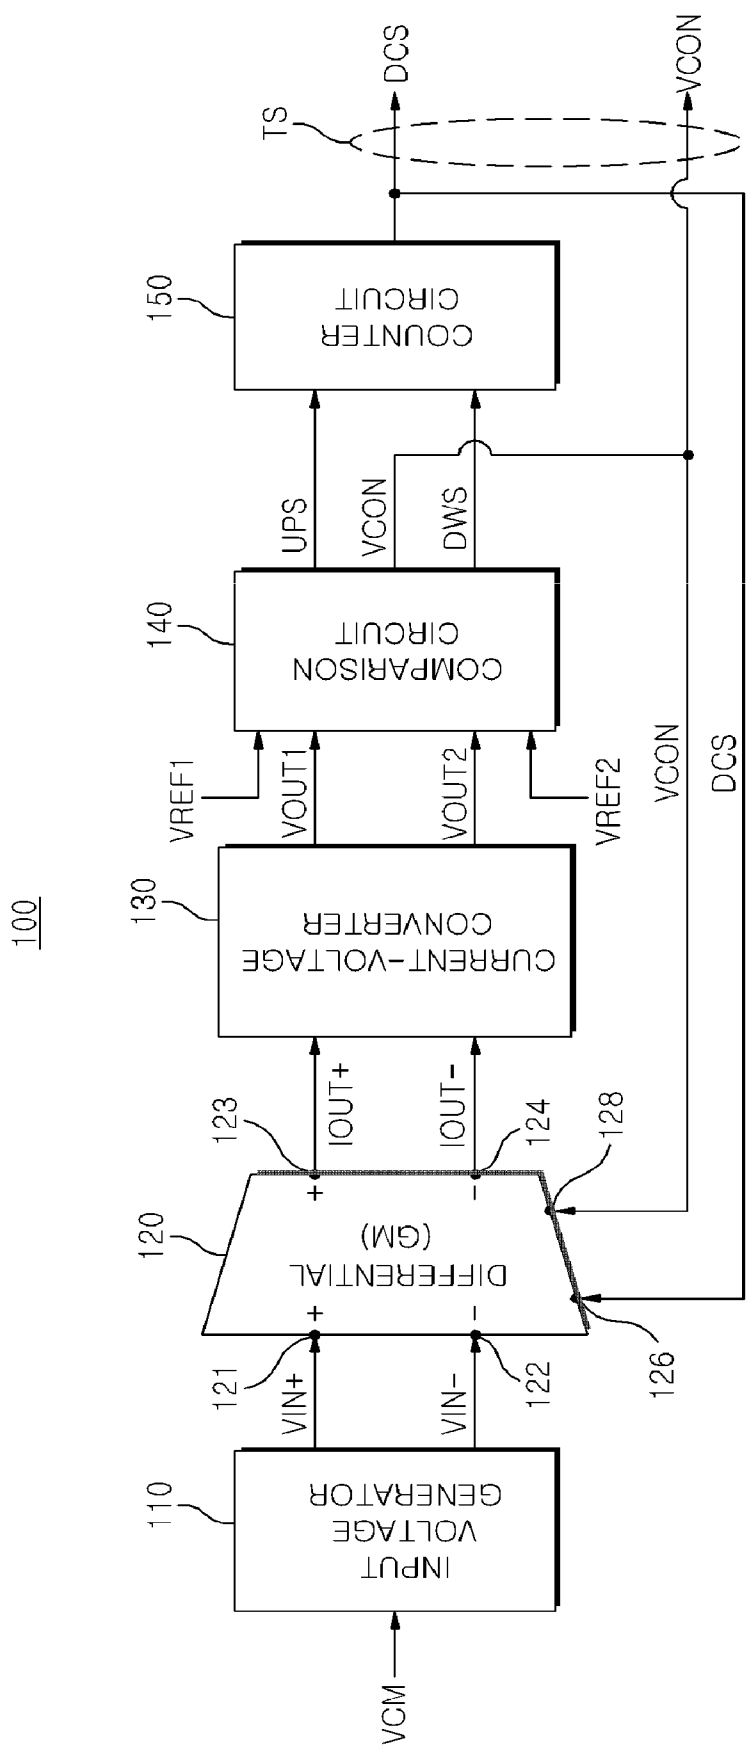 100
VCM
110
INPUT
VOLTAGE
GENERATOR
VIN+
VIN-
121
122
120
+
-
DIFFERENTIAL
(GM)
+
-
123
124
126
128
IOUT+
IOUT-
130
CURRENT-VOLTAGE
CONVERTER
VREF1
VOUT1
VOUT2
VREF2
140
COMPARISON
CIRCUIT
UPS
VCON
DWS
150
COUNTER
CIRCUIT
TS
DCS
VCON
VCON
DCS